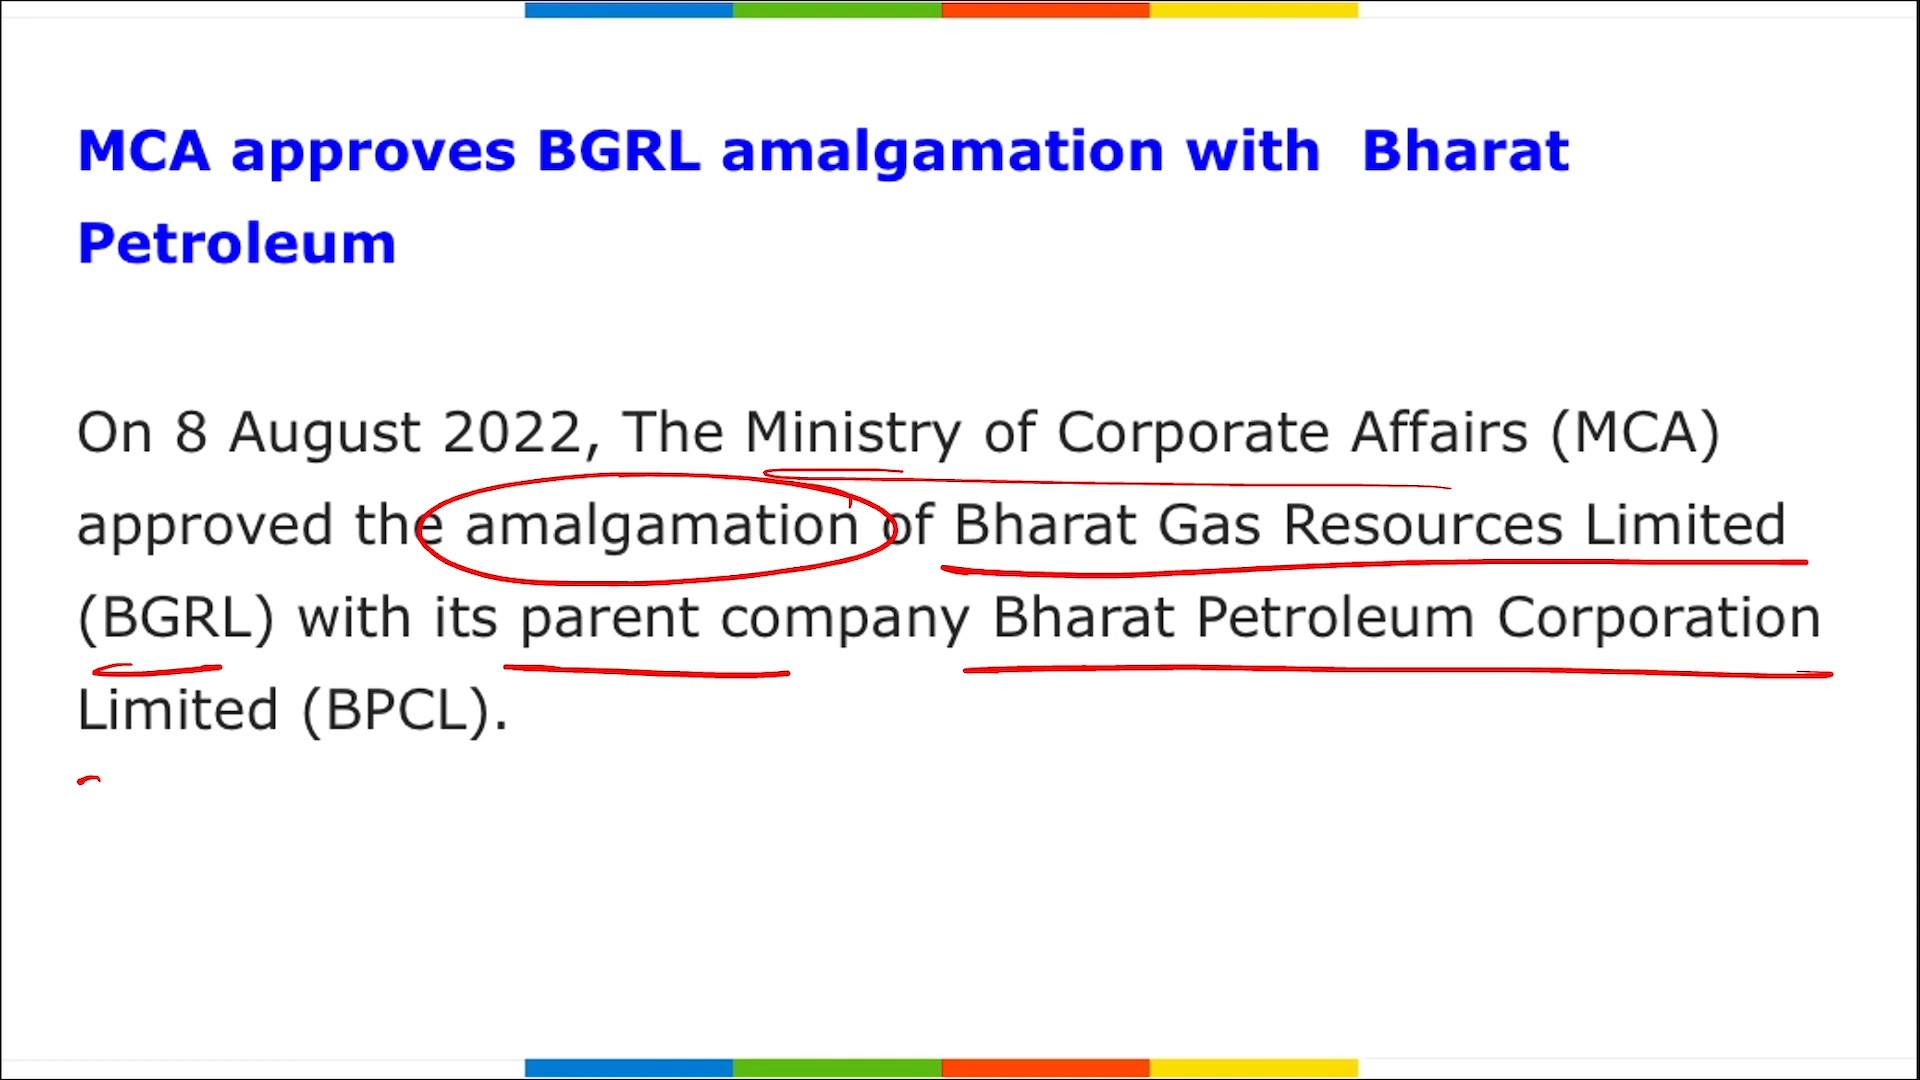 MCA approves BGRL amalgamation with  Bharat
Petroleum
On 8 August 2022, The Ministry of Corporate Affairs (MCA)
approved the amalgamation of Bharat Gas Resources Limited
(BGRL) with its parent company Bharat Petroleum Corporation
Limited (BPCL).